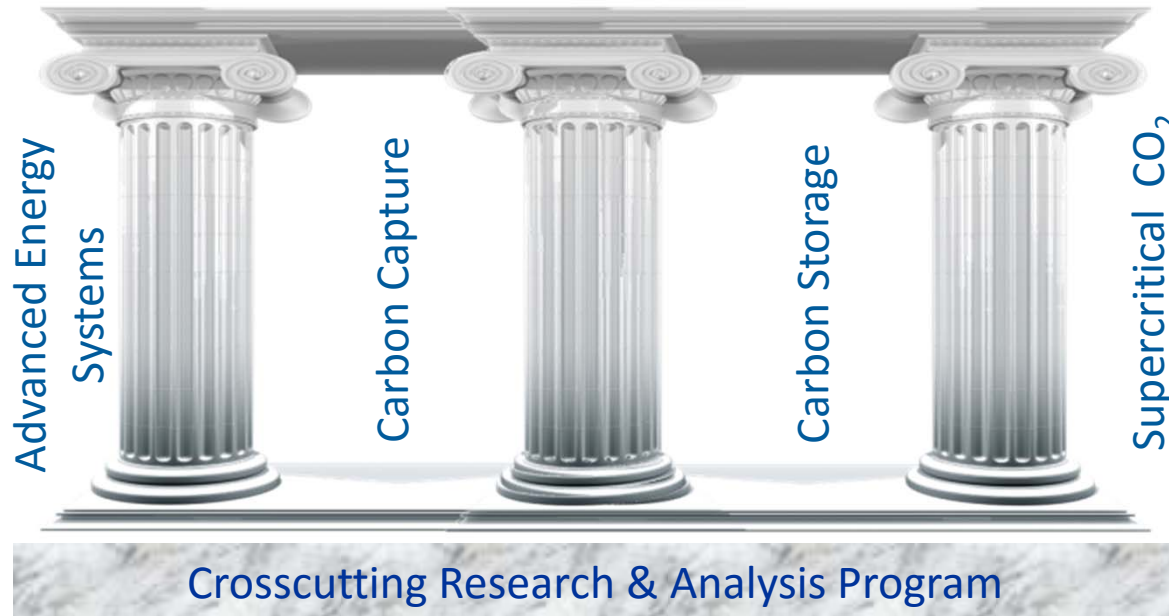 Advanced Energy
Systems
Carbon Capture
Carbon Storage
Supercritical CO₂
Crosscutting Research & Analysis Program